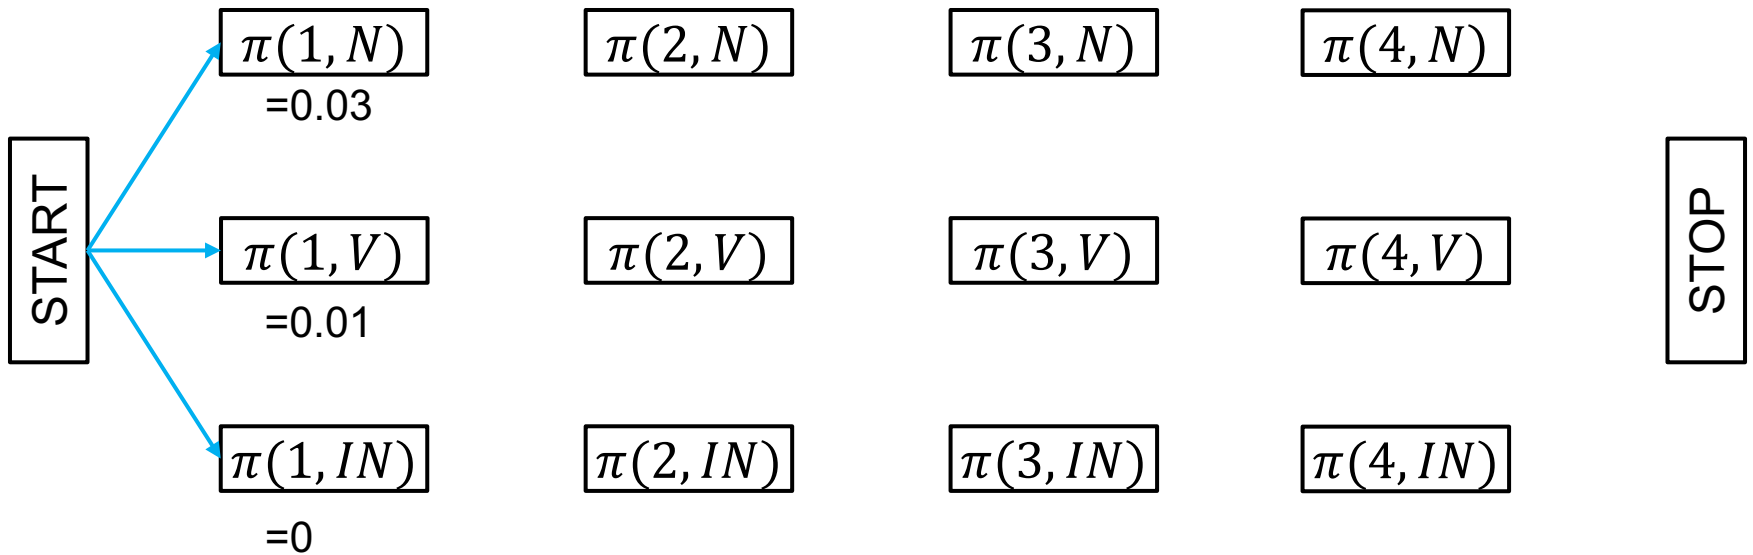 π(1, N) π(2, N) π(3, N) π(4, N)
=0.03
START
π(1, V) π(2, V) π(3, V) π(4, V)
STOP
=0.01
π(1, IN) π(2, IN) π(3, IN) π(4, IN)
=0